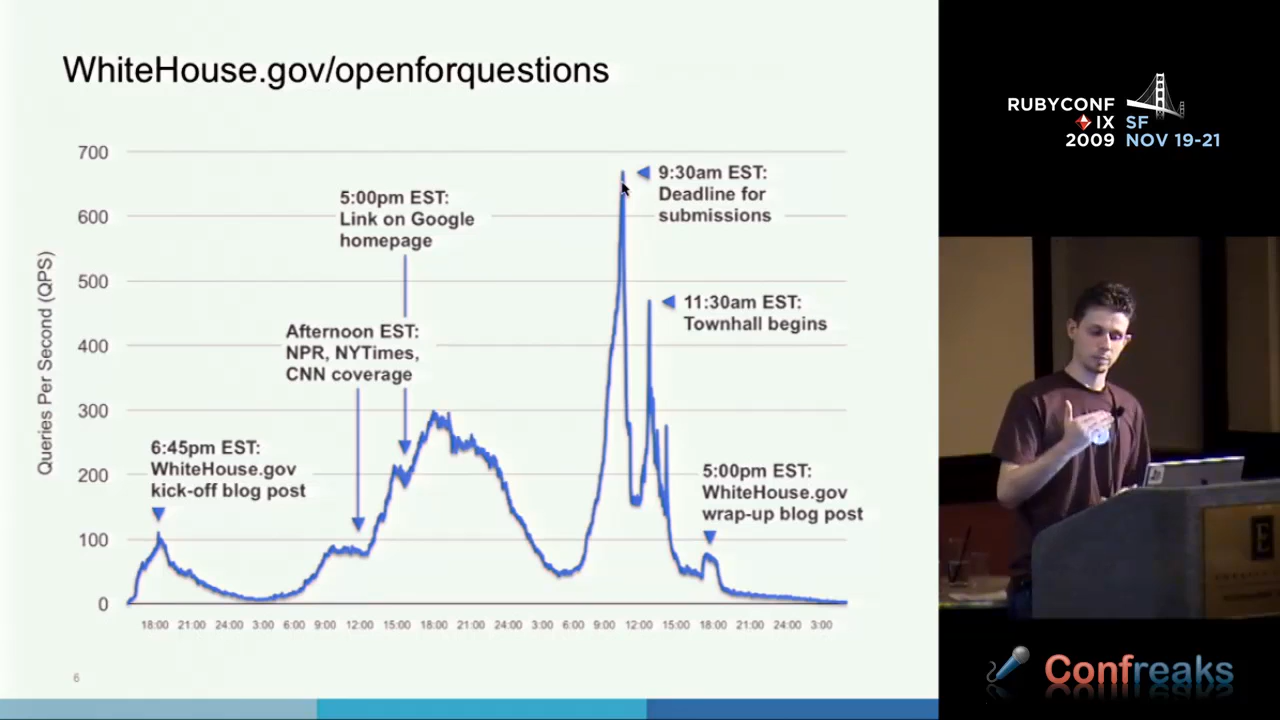 WhiteHouse.gov/openforquestions
RUBYCONF
IX SF
2009 NOV 19-21
700
600
500
400
300
200
100
0
Queries Per Second (QPS)
6:45pm EST:
WhiteHouse.gov
kick-off blog post
Afternoon EST:
NPR, NYTimes,
CNN coverage
5:00pm EST:
Link on Google
homepage
9:30am EST:
Deadline for
submissions
11:30am EST:
Townhall begins
5:00pm EST:
WhiteHouse.gov
wrap-up blog post
18:00 21:00 24:00 3:00 6:00 9:00 12:00 15:00 18:00 21:00 24:00 3:00 6:00 9:00 12:00 15:00 18:00 21:00 24:00 3:00
6
E
Confreaks